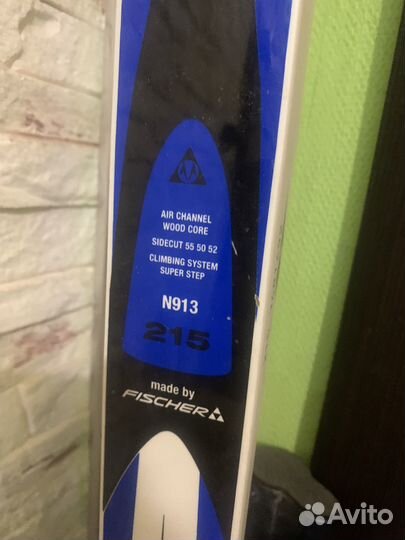 AIR CHANNEL
WOOD CORE
SIDECUT 55 50 52
CLIMBING SYSTEM
SUPER STEP
N913
215
made by
FISCHER
Avito